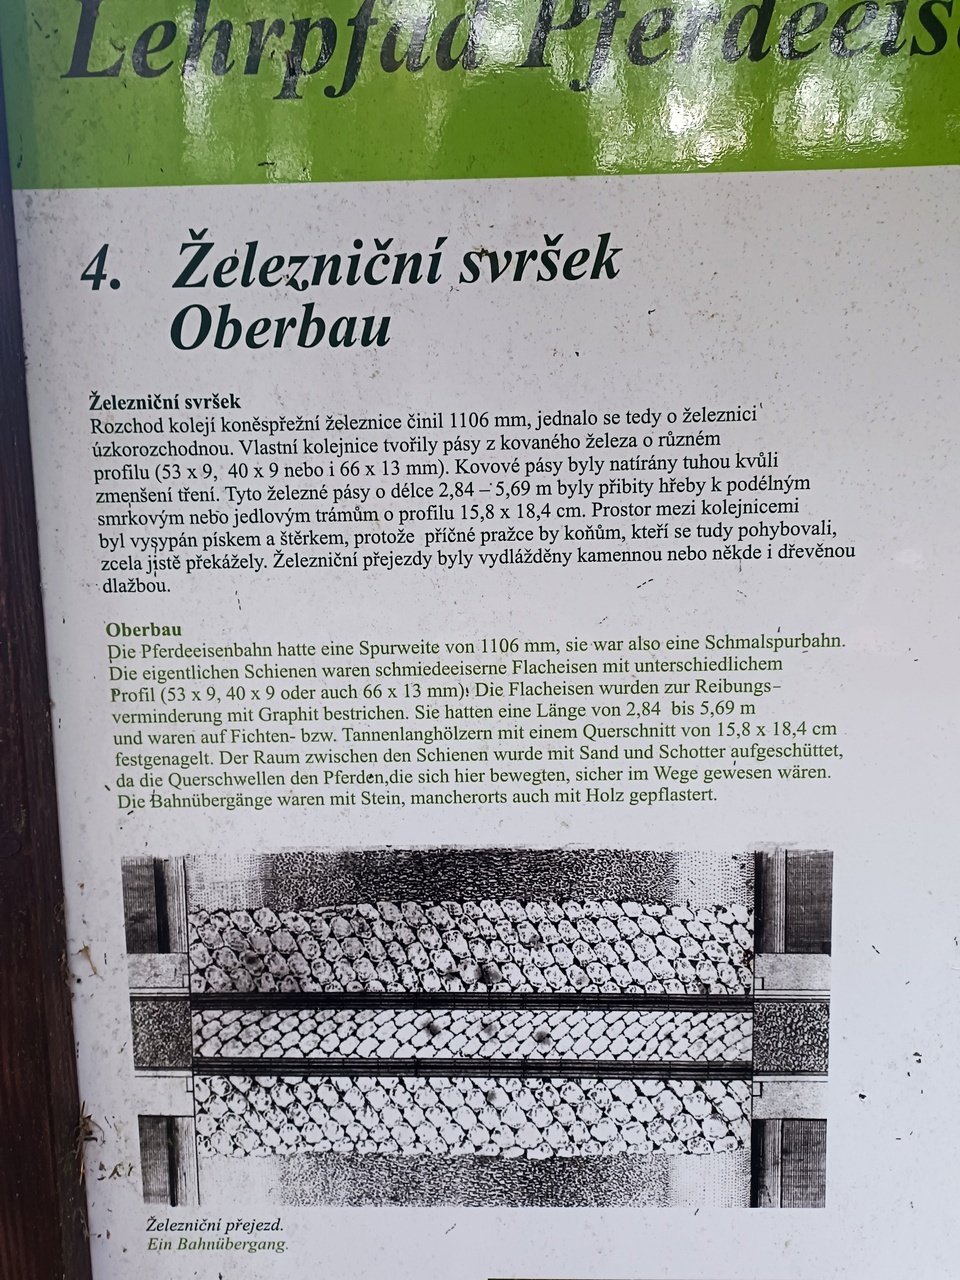 Lehrpfad Pferdeeis
4. Železniční svršek
Oberbau
Železniční svršek
Rozchod kolejí koněspřežní železnice činil 1106 mm, jednalo se tedy o železnici
úzkorozchodnou. Vlastní kolejnice tvořily pásy z kovaného železa o různém
profilu (53 x 9, 40 x 9 nebo i 66 x 13 mm). Kovové pásy byly natírány tuhou kvůli
zmenšení tření. Tyto železné pásy o délce 2,84 – 5,69 m byly přibity hřeby k podélným
smrkovým nebo jedlovým trámům o profilu 15,8 x 18,4 cm. Prostor mezi kolejnicemi
byl vysypán pískem a štěrkem, protože příčné pražce by koňům, kteří se tudy pohybovali,
zcela jistě překážely. Železniční přejezdy byly vydlážděny kamennou nebo někde i dřevěnou
dlažbou.
Oberbau
Die Pferdeeisenbahn hatte eine Spurweite von 1106 mm, sie war also eine Schmalspurbahn.
Die eigentlichen Schienen waren schmiedeeiserne Flacheisen mit unterschiedlichem
Profil (53 x 9, 40 x 9 oder auch 66 x 13 mm). Die Flacheisen wurden zur Reibungs-
verminderung mit Graphit bestrichen. Sie hatten eine Länge von 2,84 bis 5,69 m
und waren auf Fichten- bzw. Tannenlanghölzern mit einem Querschnitt von 15,8 x 18,4 cm
festgenagelt. Der Raum zwischen den Schienen wurde mit Sand und Schotter aufgeschüttet,
da die Querschwellen den Pferden,die sich hier bewegten, sicher im Wege gewesen wären.
Die Bahnübergänge waren mit Stein, mancherorts auch mit Holz gepflastert.
Železniční přejezd.
Ein Bahnübergang.